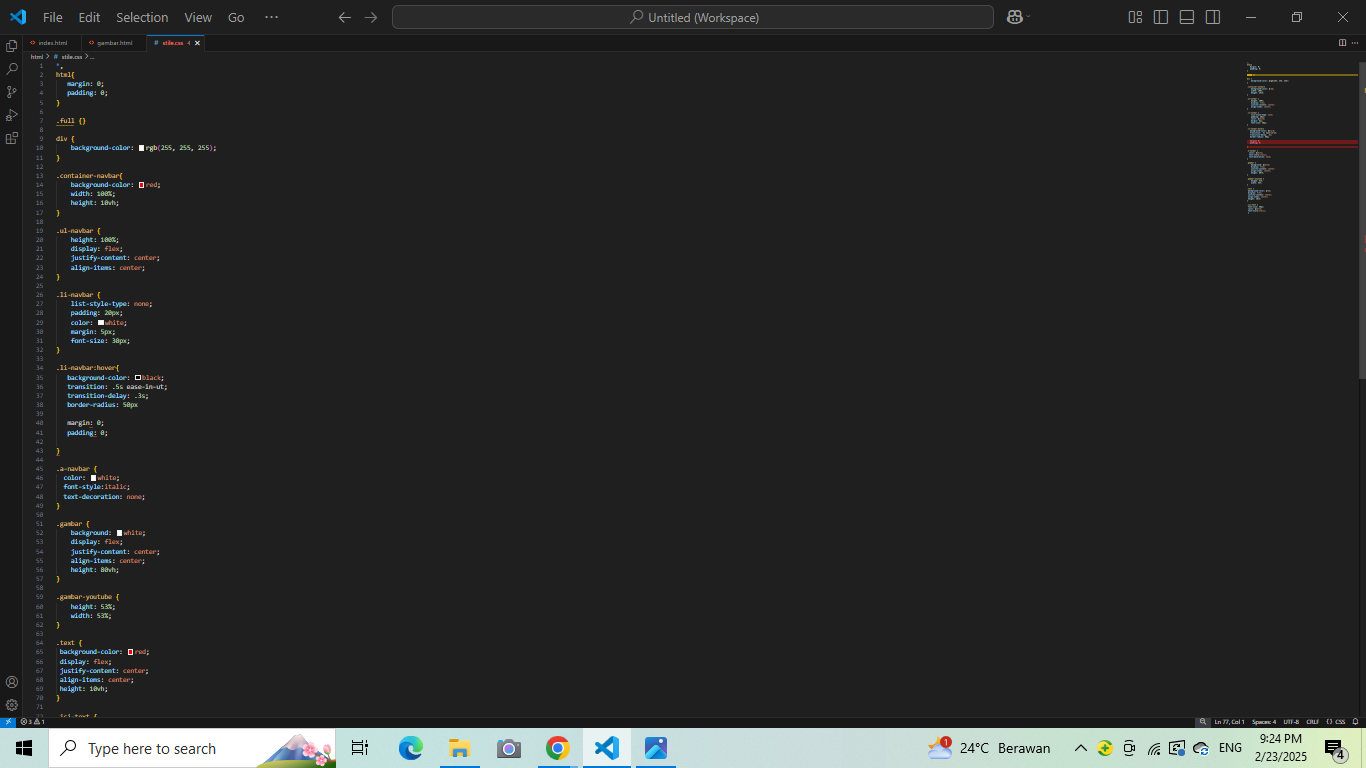 File Edit Selection View Go ··· Untitled (Workspace)
index.html gambar.html # stile.css 4
html > # stile.css > ...
1 *,
2 html{
3 margin: 0;
4 padding: 0;
5 }
6
7 .full {}
8
9 div {
10 background-color: rgb(255, 255, 255);
11 }
12
13 .container-navbar{
14 background-color: red;
15 width: 100%;
16 height: 10vh;
17 }
18
19 .ul-navbar {
20 height: 100%;
21 display: flex;
22 justify-content: center;
23 align-items: center;
24 }
25
26 .li-navbar {
27 list-style-type: none;
28 padding: 20px;
29 color: white;
30 margin: 5px;
31 font-size: 30px;
32 }
33
34 .li-navbar:hover{
35 background-color: black;
36 transition: .5s ease-in-ut;
37 transition-delay: .3s;
38 border-radius: 50px
39
40 margin: 0;
41 padding: 0;
42
43 }
44
45 .a-navbar {
46 color: white;
47 font-style:italic;
48 text-decoration: none;
49 }
50
51 .gambar {
52 background: white;
53 display: flex;
54 justify-content: center;
55 align-items: center;
56 height: 80vh;
57 }
58
59 .gambar-youtube {
60 height: 53%;
61 width: 53%;
62 }
63
64 .text {
65 background-color: red;
66 display: flex;
67 justify-content: center;
68 align-items: center;
69 height: 10vh;
70 }
71
72 .isi-text {
3 1 Ln 77, Col 1 Spaces: 4 UTF-8 CRLF {} CSS
Type here to search 1 24°C Berawan ENG 9:24 PM
2/23/2025 4